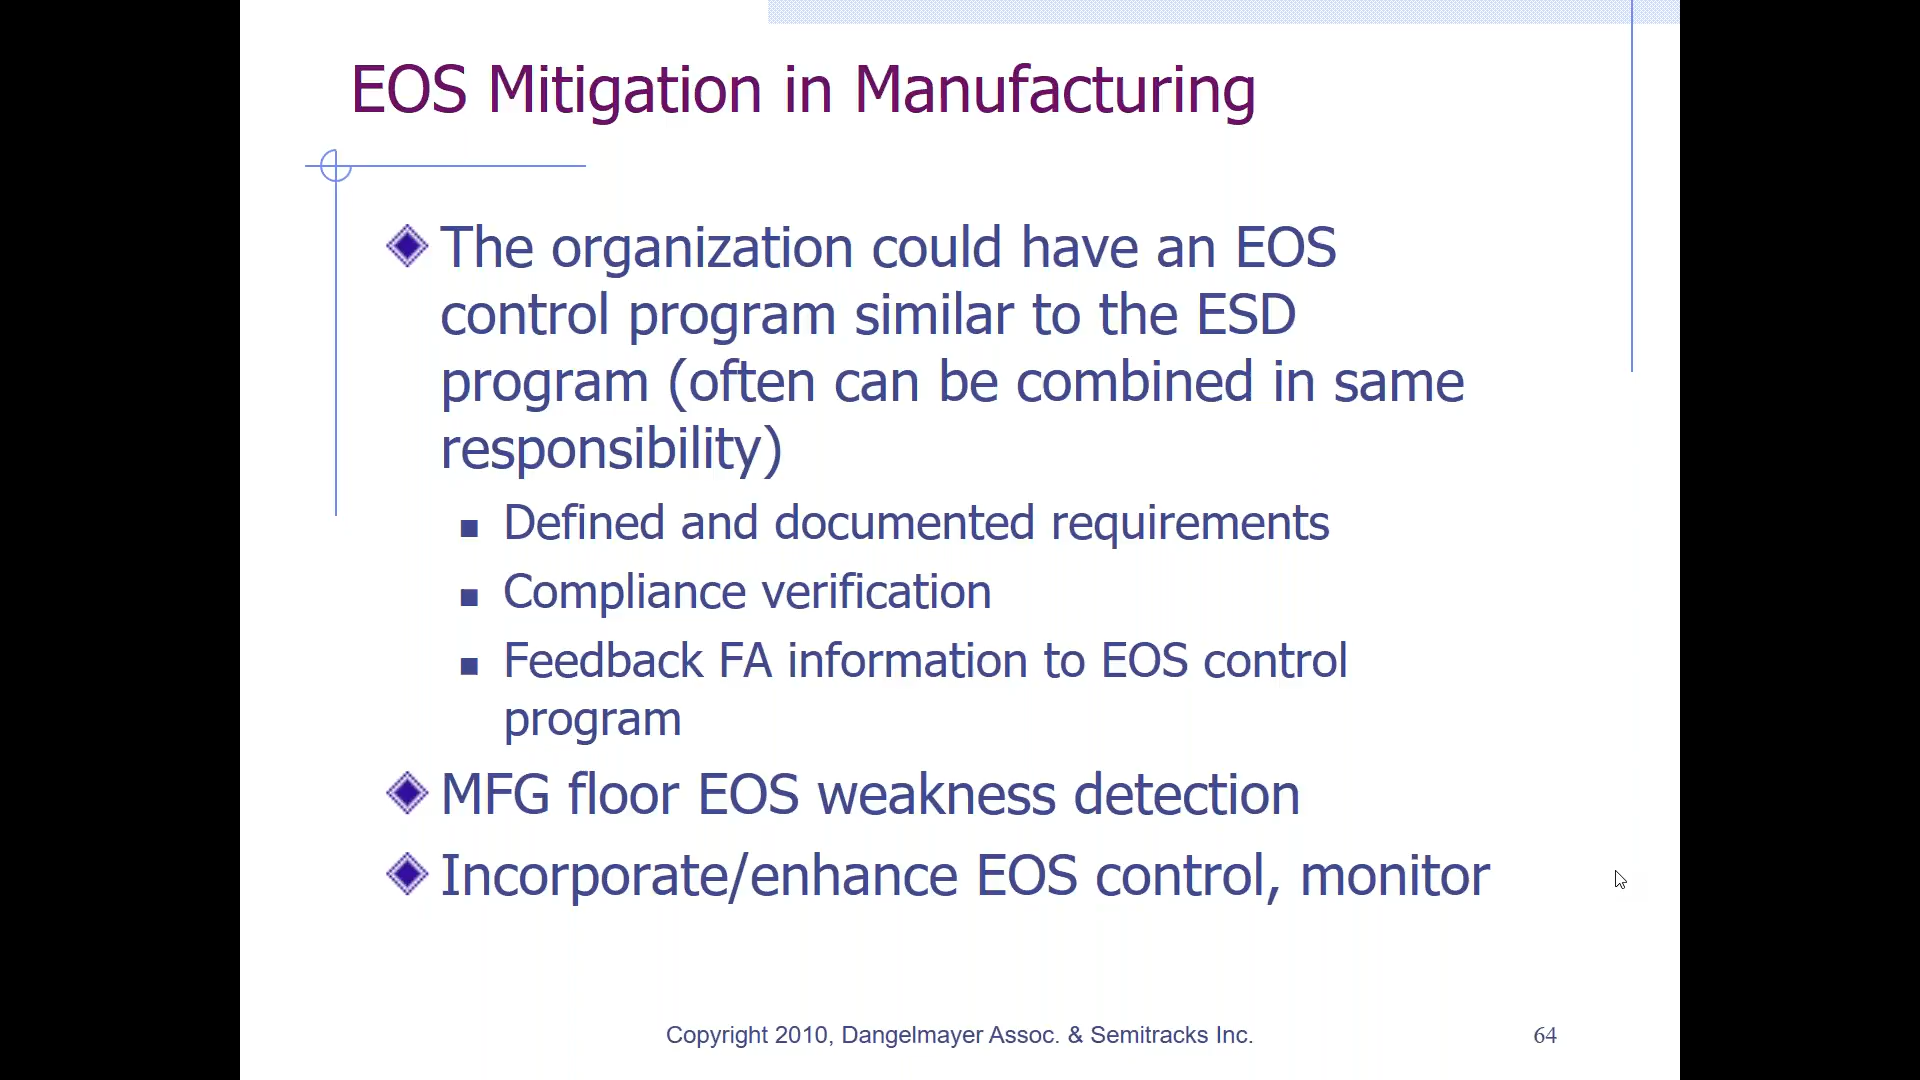 EOS Mitigation in Manufacturing
The organization could have an EOS
control program similar to the ESD
program (often can be combined in same
responsibility)
Defined and documented requirements
Compliance verification
Feedback FA information to EOS control
program
MFG floor EOS weakness detection
Incorporate/enhance EOS control, monitor
Copyright 2010, Dangelmayer Assoc. & Semitracks Inc.
64